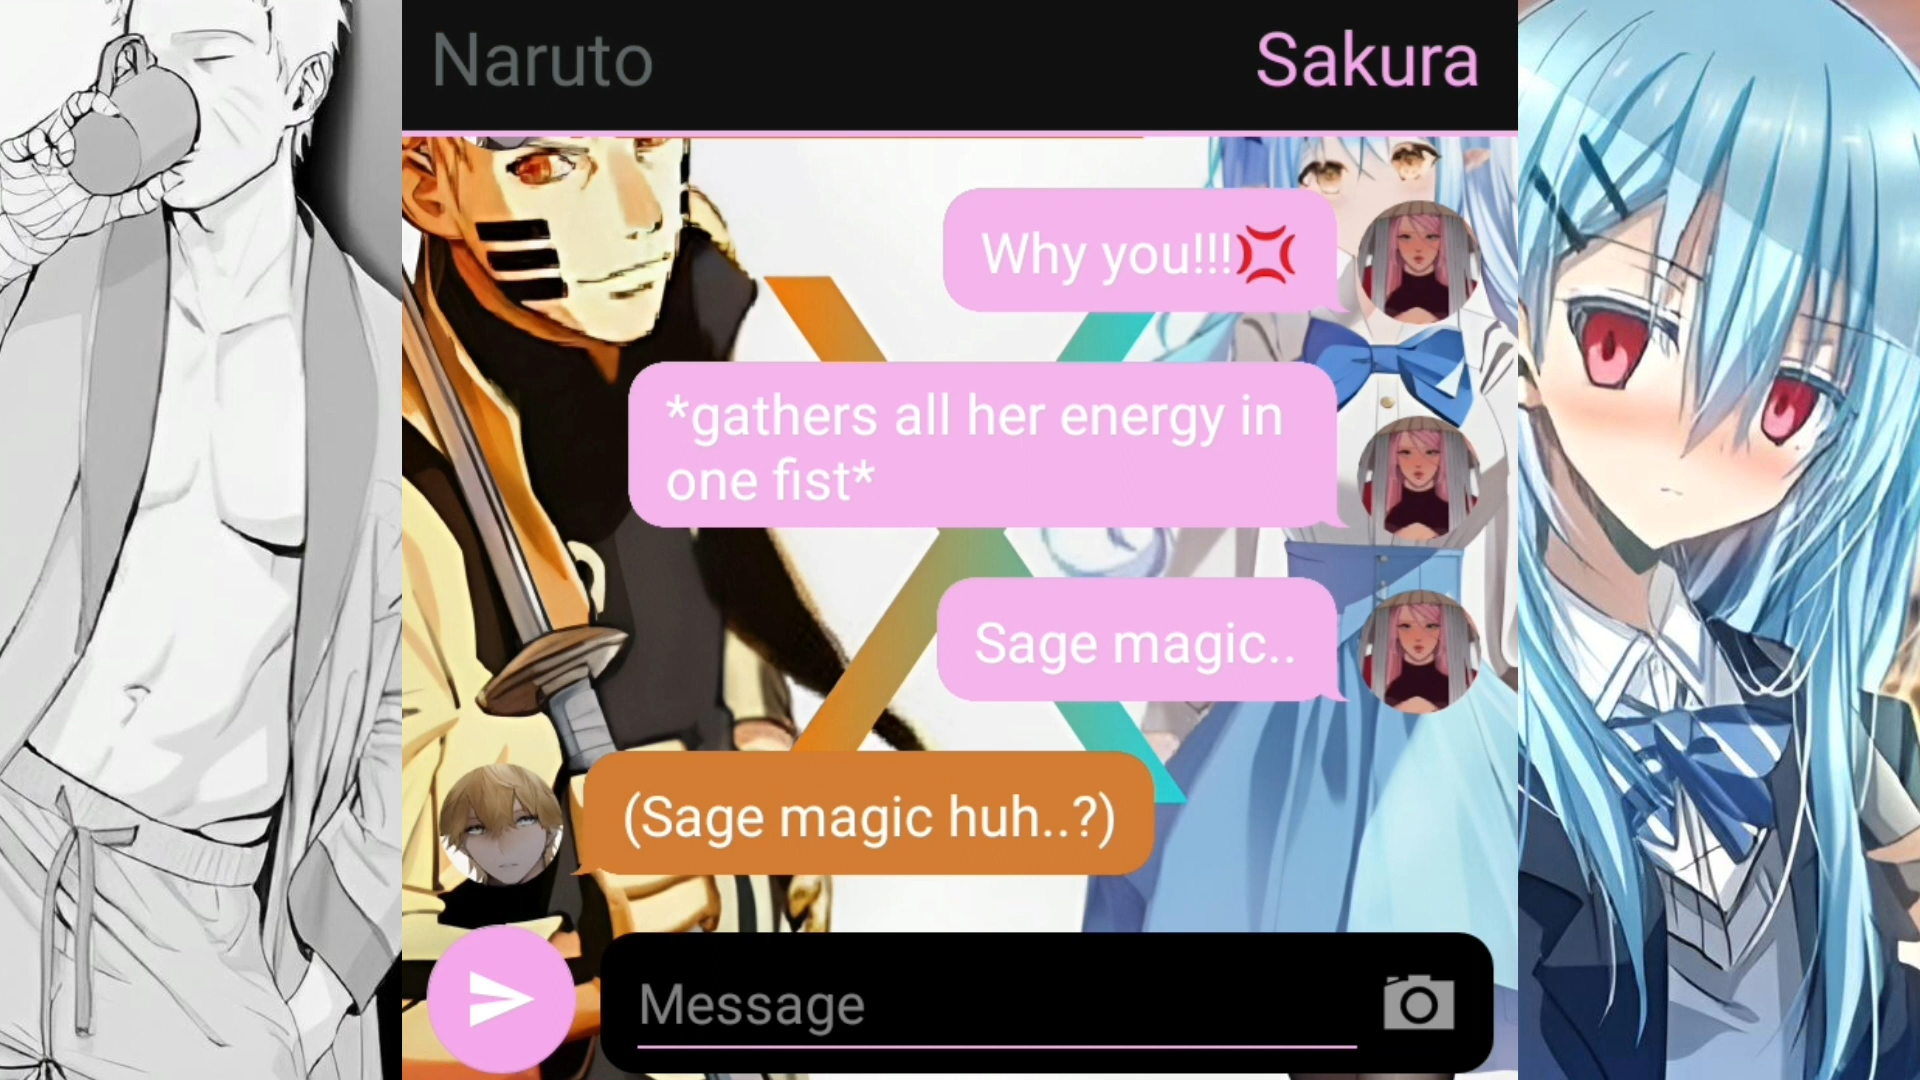 Naruto
Sakura
Why you!!!💢
*gathers all her energy in
one fist*
Sage magic..
(Sage magic huh..?)
Message